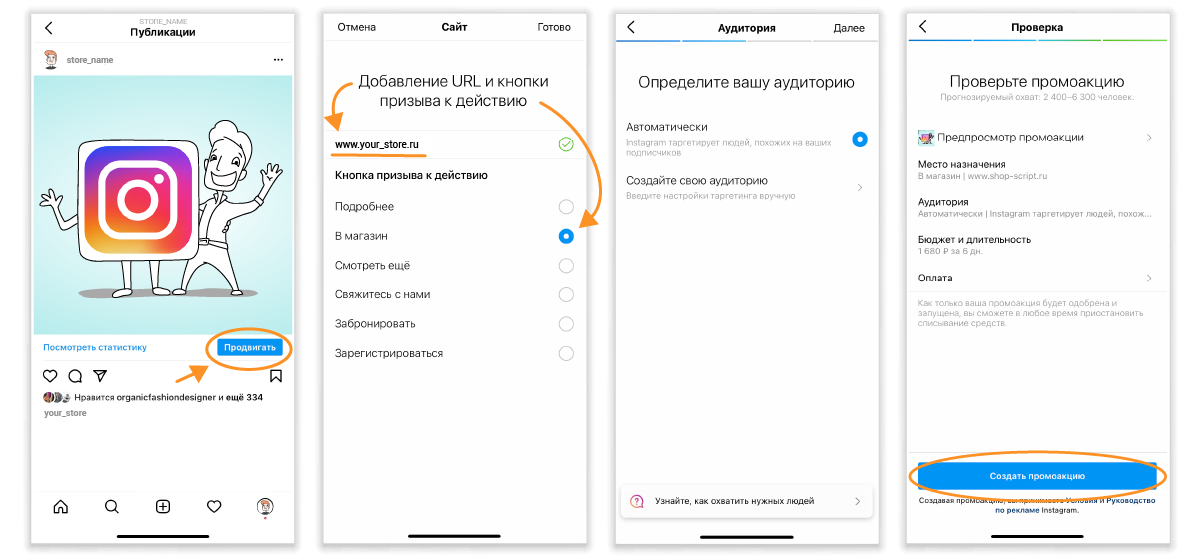 STORE_NAME
Публикации
store_name
Посмотреть статистику
Продвигать
Нравится organicfashiondesigner и ещё 334
your_store
Отмена
Сайт
Готово
Добавление URL и кнопки
призыва к действию
www.your_store.ru
Кнопка призыва к действию
Подробнее
В магазин
Смотреть ещё
Свяжитесь с нами
Забронировать
Зарегистрироваться
Аудитория
Далее
Определите вашу аудиторию
Автоматически
Instagram таргетирует людей, похожих на ваших
подписчиков
Создайте свою аудиторию
Введите настройки таргетинга вручную
Узнайте, как охватить нужных людей
Проверка
Проверьте промоакцию
Прогнозируемый охват: 2 400–6 300 человек.
Предпросмотр промоакции
Место назначения
В магазин | www.shop-script.ru
Аудитория
Автоматически | Instagram таргетирует людей, похож...
Бюджет и длительность
1 680 ₽ за 6 дн.
Оплата
Как только ваша промоакция будет одобрена и
запущена, вы сможете в любое время приостановить
списывание средств.
Создать промоакцию
Создавая промоакцию, вы принимаете Условия и Руководство
по рекламе Instagram.